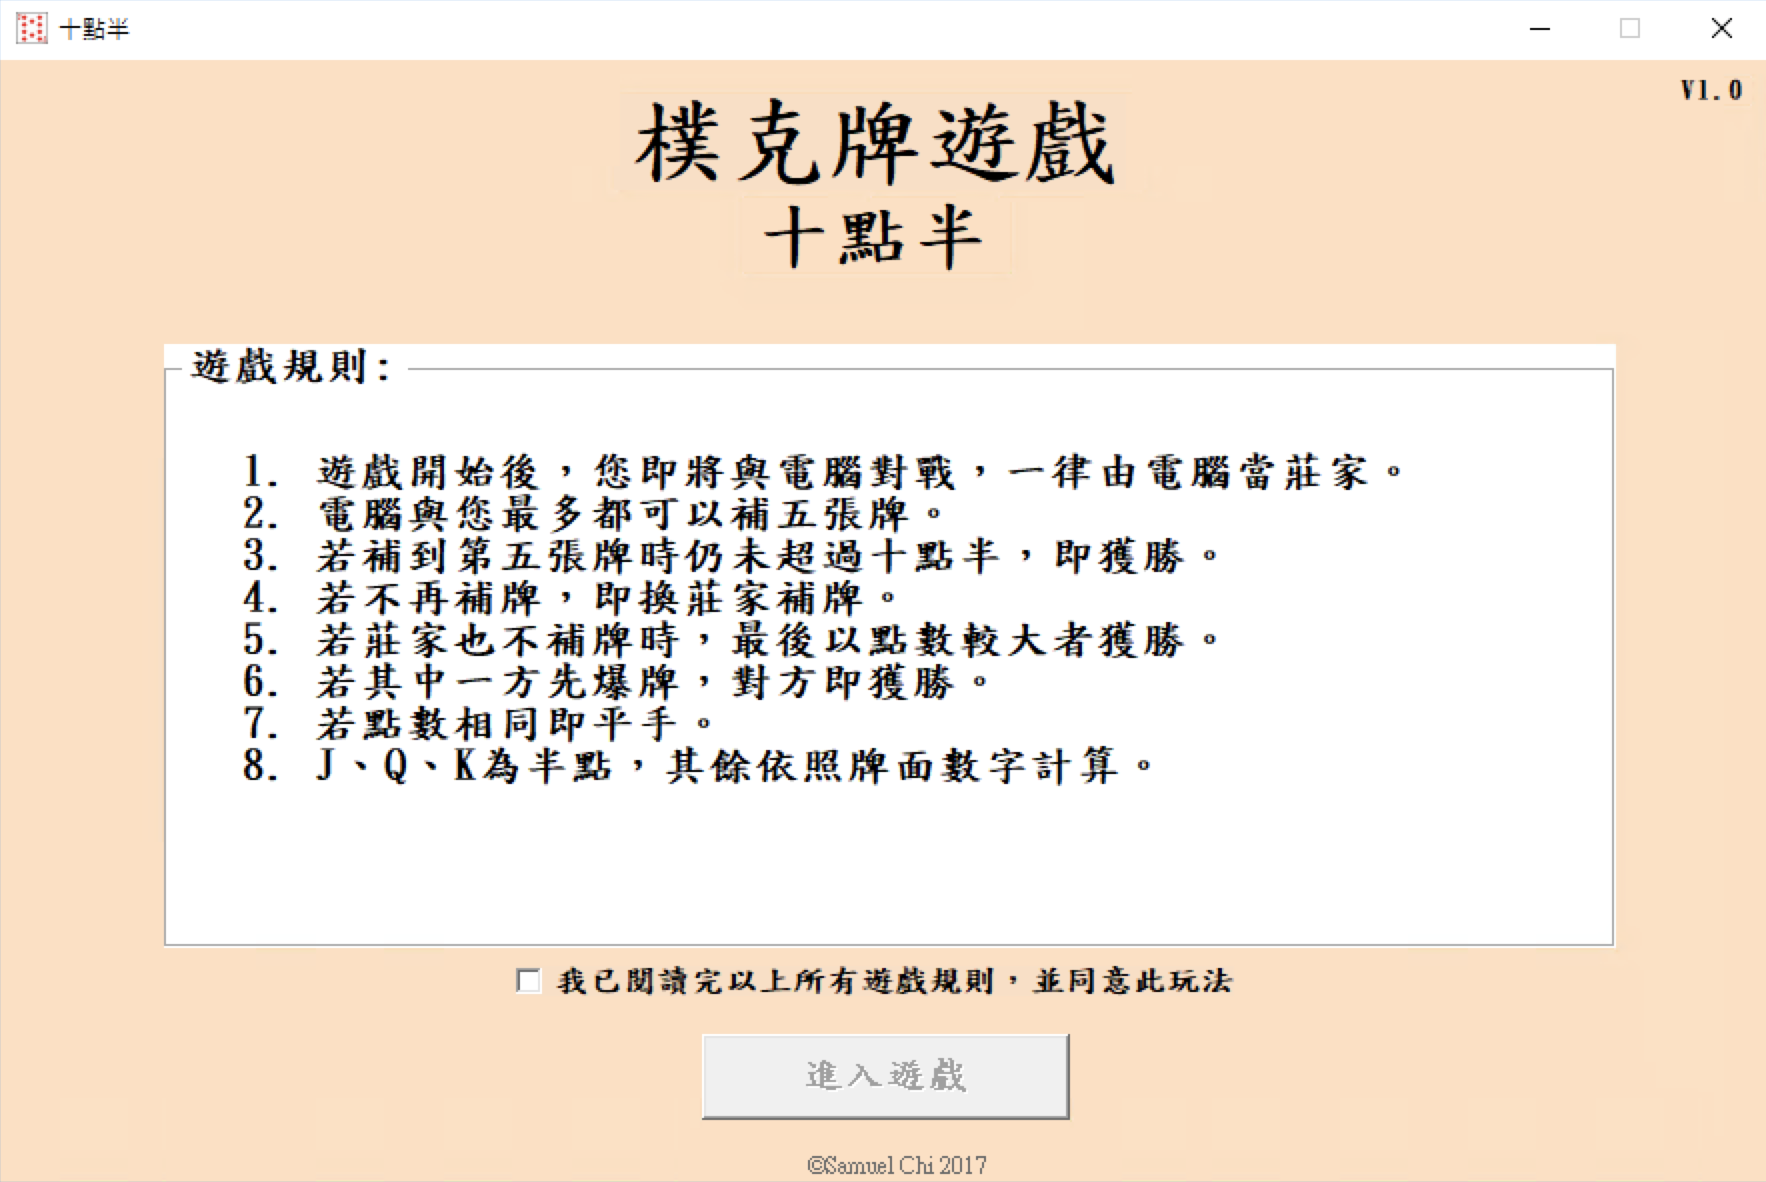 十點半
V1.0
樸克牌遊戲
十點半
遊戲規則:
1. 遊戲開始後，您即將與電腦對戰，一律由電腦當莊家。
2. 電腦與您最多都可以補五張牌。
3. 若補到第五張牌時仍未超過十點半，即獲勝。
4. 若不再補牌，即換莊家補牌。
5. 若莊家也不補牌時，最後以點數較大者獲勝。
6. 若其中一方先爆牌，對方即獲勝。
7. 若點數相同即平手。
8. J、Q、K為半點，其餘依照牌面數字計算。
我已閱讀完以上所有遊戲規則，並同意此玩法
進入遊戲
©Samuel Chi 2017